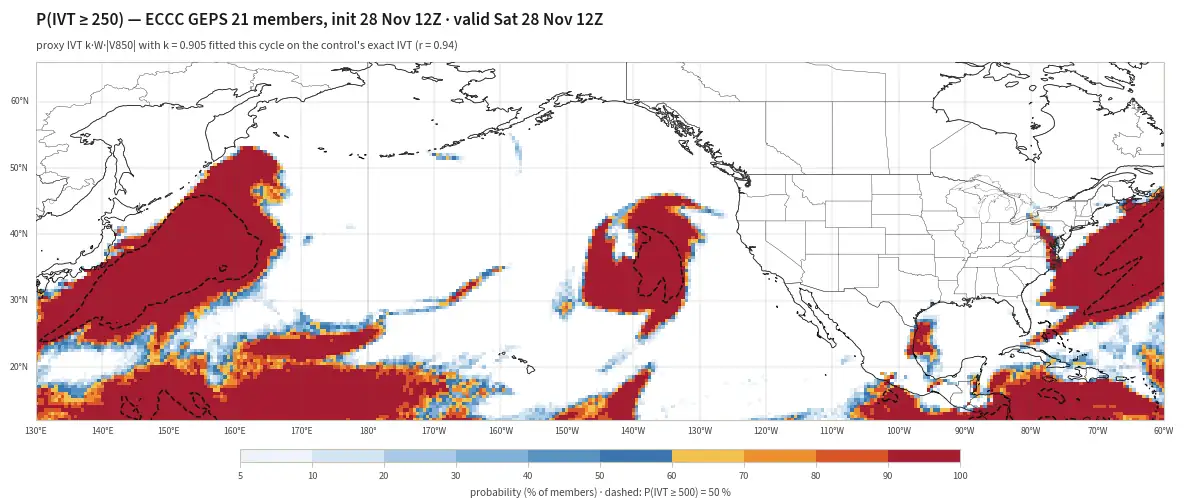 P(IVT ≥ 250) — ECCC GEPS 21 members, init 28 Nov 12Z · valid Sat 28 Nov 12Z
proxy IVT k·W·|V850| with k = 0.905 fitted this cycle on the control's exact IVT (r = 0.94)
60°N
50°N
40°N
30°N
20°N
130°E 140°E 150°E 160°E 170°E 180° 170°W 160°W 150°W 140°W 130°W 120°W 110°W 100°W 90°W 80°W 70°W 60°W
5 10 20 30 40 50 60 70 80 90 100
probability (% of members) · dashed: P(IVT ≥ 500) = 50 %